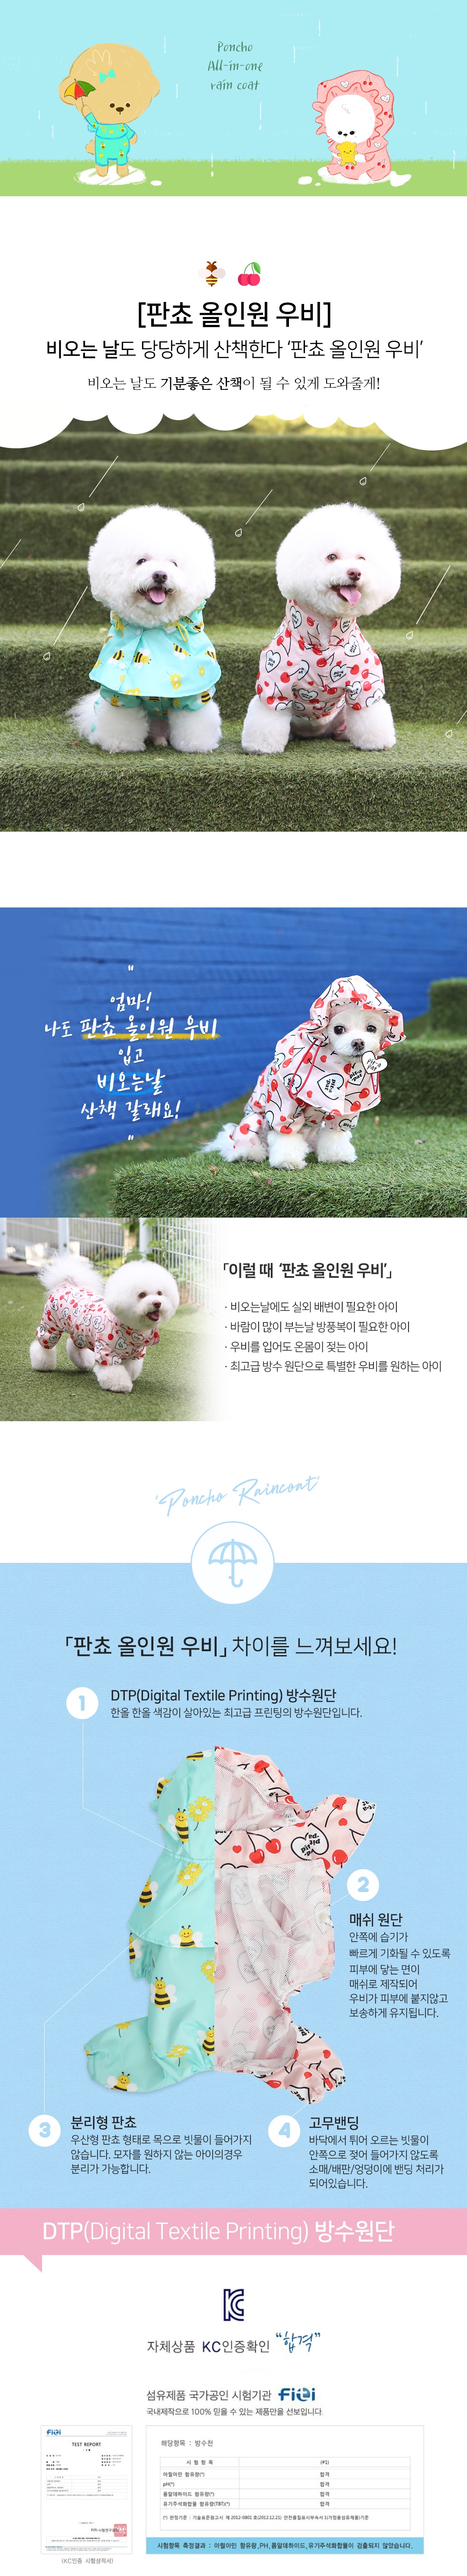 Poncho
All-in-one
rain coat
[판쵸 올인원 우비]
비오는 날도 당당하게 산책한다 ‘판쵸 올인원 우비’
비오는 날도 기분좋은 산책이 될 수 있게 도와줄게!
"
엄마!
나도 판쵸 올인원 우비
입고
비오는날
산책 갈래요!
"
「이럴 때 ‘판쵸 올인원 우비’」
· 비오는날에도 실외 배변이 필요한 아이
· 바람이 많이 부는날 방풍복이 필요한 아이
· 우비를 입어도 온몸이 젖는 아이
· 최고급 방수 원단으로 특별한 우비를 원하는 아이
‘Poncho Raincoat’
「판쵸 올인원 우비」 차이를 느껴보세요!
1
DTP(Digital Textile Printing) 방수원단
한올 한올 색감이 살아있는 최고급 프린팅의 방수원단입니다.
2
매쉬 원단
안쪽에 습기가
빠르게 기화될 수 있도록
피부에 닿는 면이
매쉬로 제작되어
우비가 피부에 붙지않고
보송하게 유지됩니다.
3
분리형 판쵸
우산형 판쵸 형태로 목으로 빗물이 들어가지
않습니다. 모자를 원하지 않는 아이의경우
분리가 가능합니다.
4
고무밴딩
바닥에서 튀어 오르는 빗물이
안쪽으로 젖어 들어가지 않도록
소매/배판/엉덩이에 밴딩 처리가
되어있습니다.
DTP(Digital Textile Printing) 방수원단
자체상품 KC인증확인 “합격”
섬유제품 국가공인 시험기관 FITI
국내제작으로 100% 믿을 수 있는 제품만을 선보입니다.
FITI
TEST REPORT
해당항목 : 방수천
시 험 항 목 (#1)
아릴아민 함유량(*) 합격
pH(*) 합격
폼알데하이드 함유량(*) 합격
유기주석화합물 함유량(TBT)(*) 합격
시험항목 측정결과 : 아릴아민 함유량,PH,폼알데하이드,유기주석화합물이 검출되지 않았습니다.
(KC인증 시험성적서)